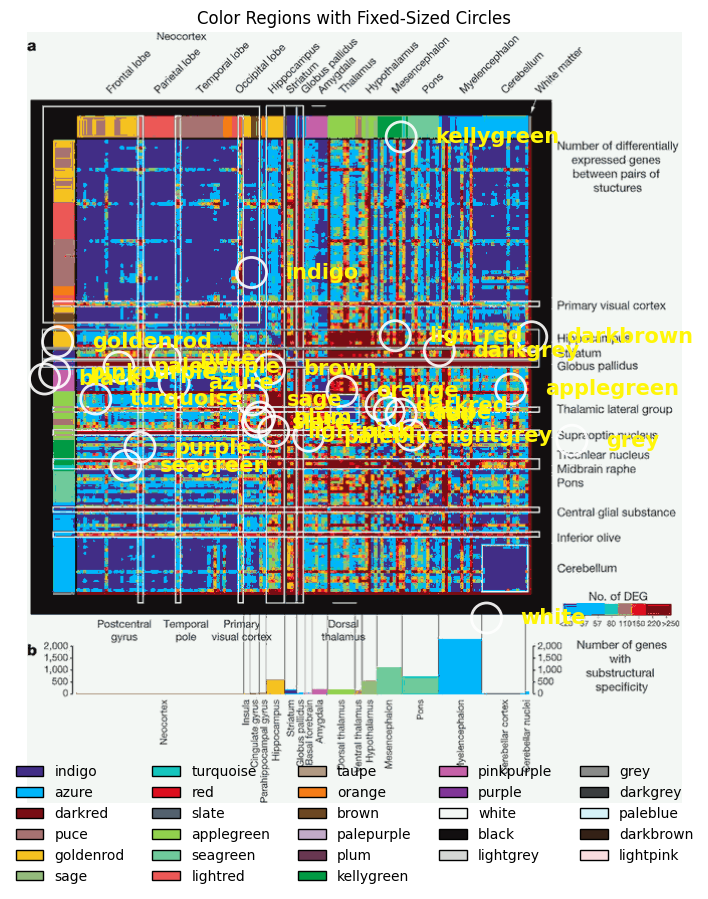 Color Regions with Fixed-Sized Circles
a
Neocortex
Frontal lobe
Parietal lobe
Temporal lobe
Occipital lobe
Hippocampus
Striatum
Globus pallidus
Amygdala
Thalamus
Hypothalamus
Mesencephalon
Pons
Myelencephalon
Cerebellum
White matter
kellygreen
Number of differentially
expressed genes
between pairs of
stuctures
indigo
Primary visual cortex
goldenrod
lightred
darkbrown
puce
darkgrey
Striatum
palepurple
brown
Globus pallidus
pinkpurple
black
azure
orange
applegreen
turquoise
sage
Thalamic lateral group
lightgrey
grey
Supraoptic nucleus
purple
Trochlear nucleus
seagreen
Midbrain raphe
Pons
Central glial substance
Inferior olive
Cerebellum
No. of DEG
<20 37 57 80 110 150 220 >250
white
Postcentral
gyrus
Temporal
pole
Primary
visual cortex
Dorsal
thalamus
b
2,000
1,500
1,000
500
0
2,000
1,500
1,000
500
0
Number of genes
with
substructural
specificity
Neocortex
Insula
Cingulate gyrus
Parahippocampal gyrus
Hippocampus
Striatum
Globus pallidus
Basal forebrain
Amygdala
Dorsal thalamus
Ventral thalamus
Hypothalamus
Mesencephalon
Pons
Myelencephalon
Cerebellar cortex
Cerebellar nuclei
indigo
azure
darkred
puce
goldenrod
sage
turquoise
red
slate
applegreen
seagreen
lightred
taupe
orange
brown
palepurple
plum
kellygreen
pinkpurple
purple
white
black
lightgrey
grey
darkgrey
paleblue
darkbrown
lightpink